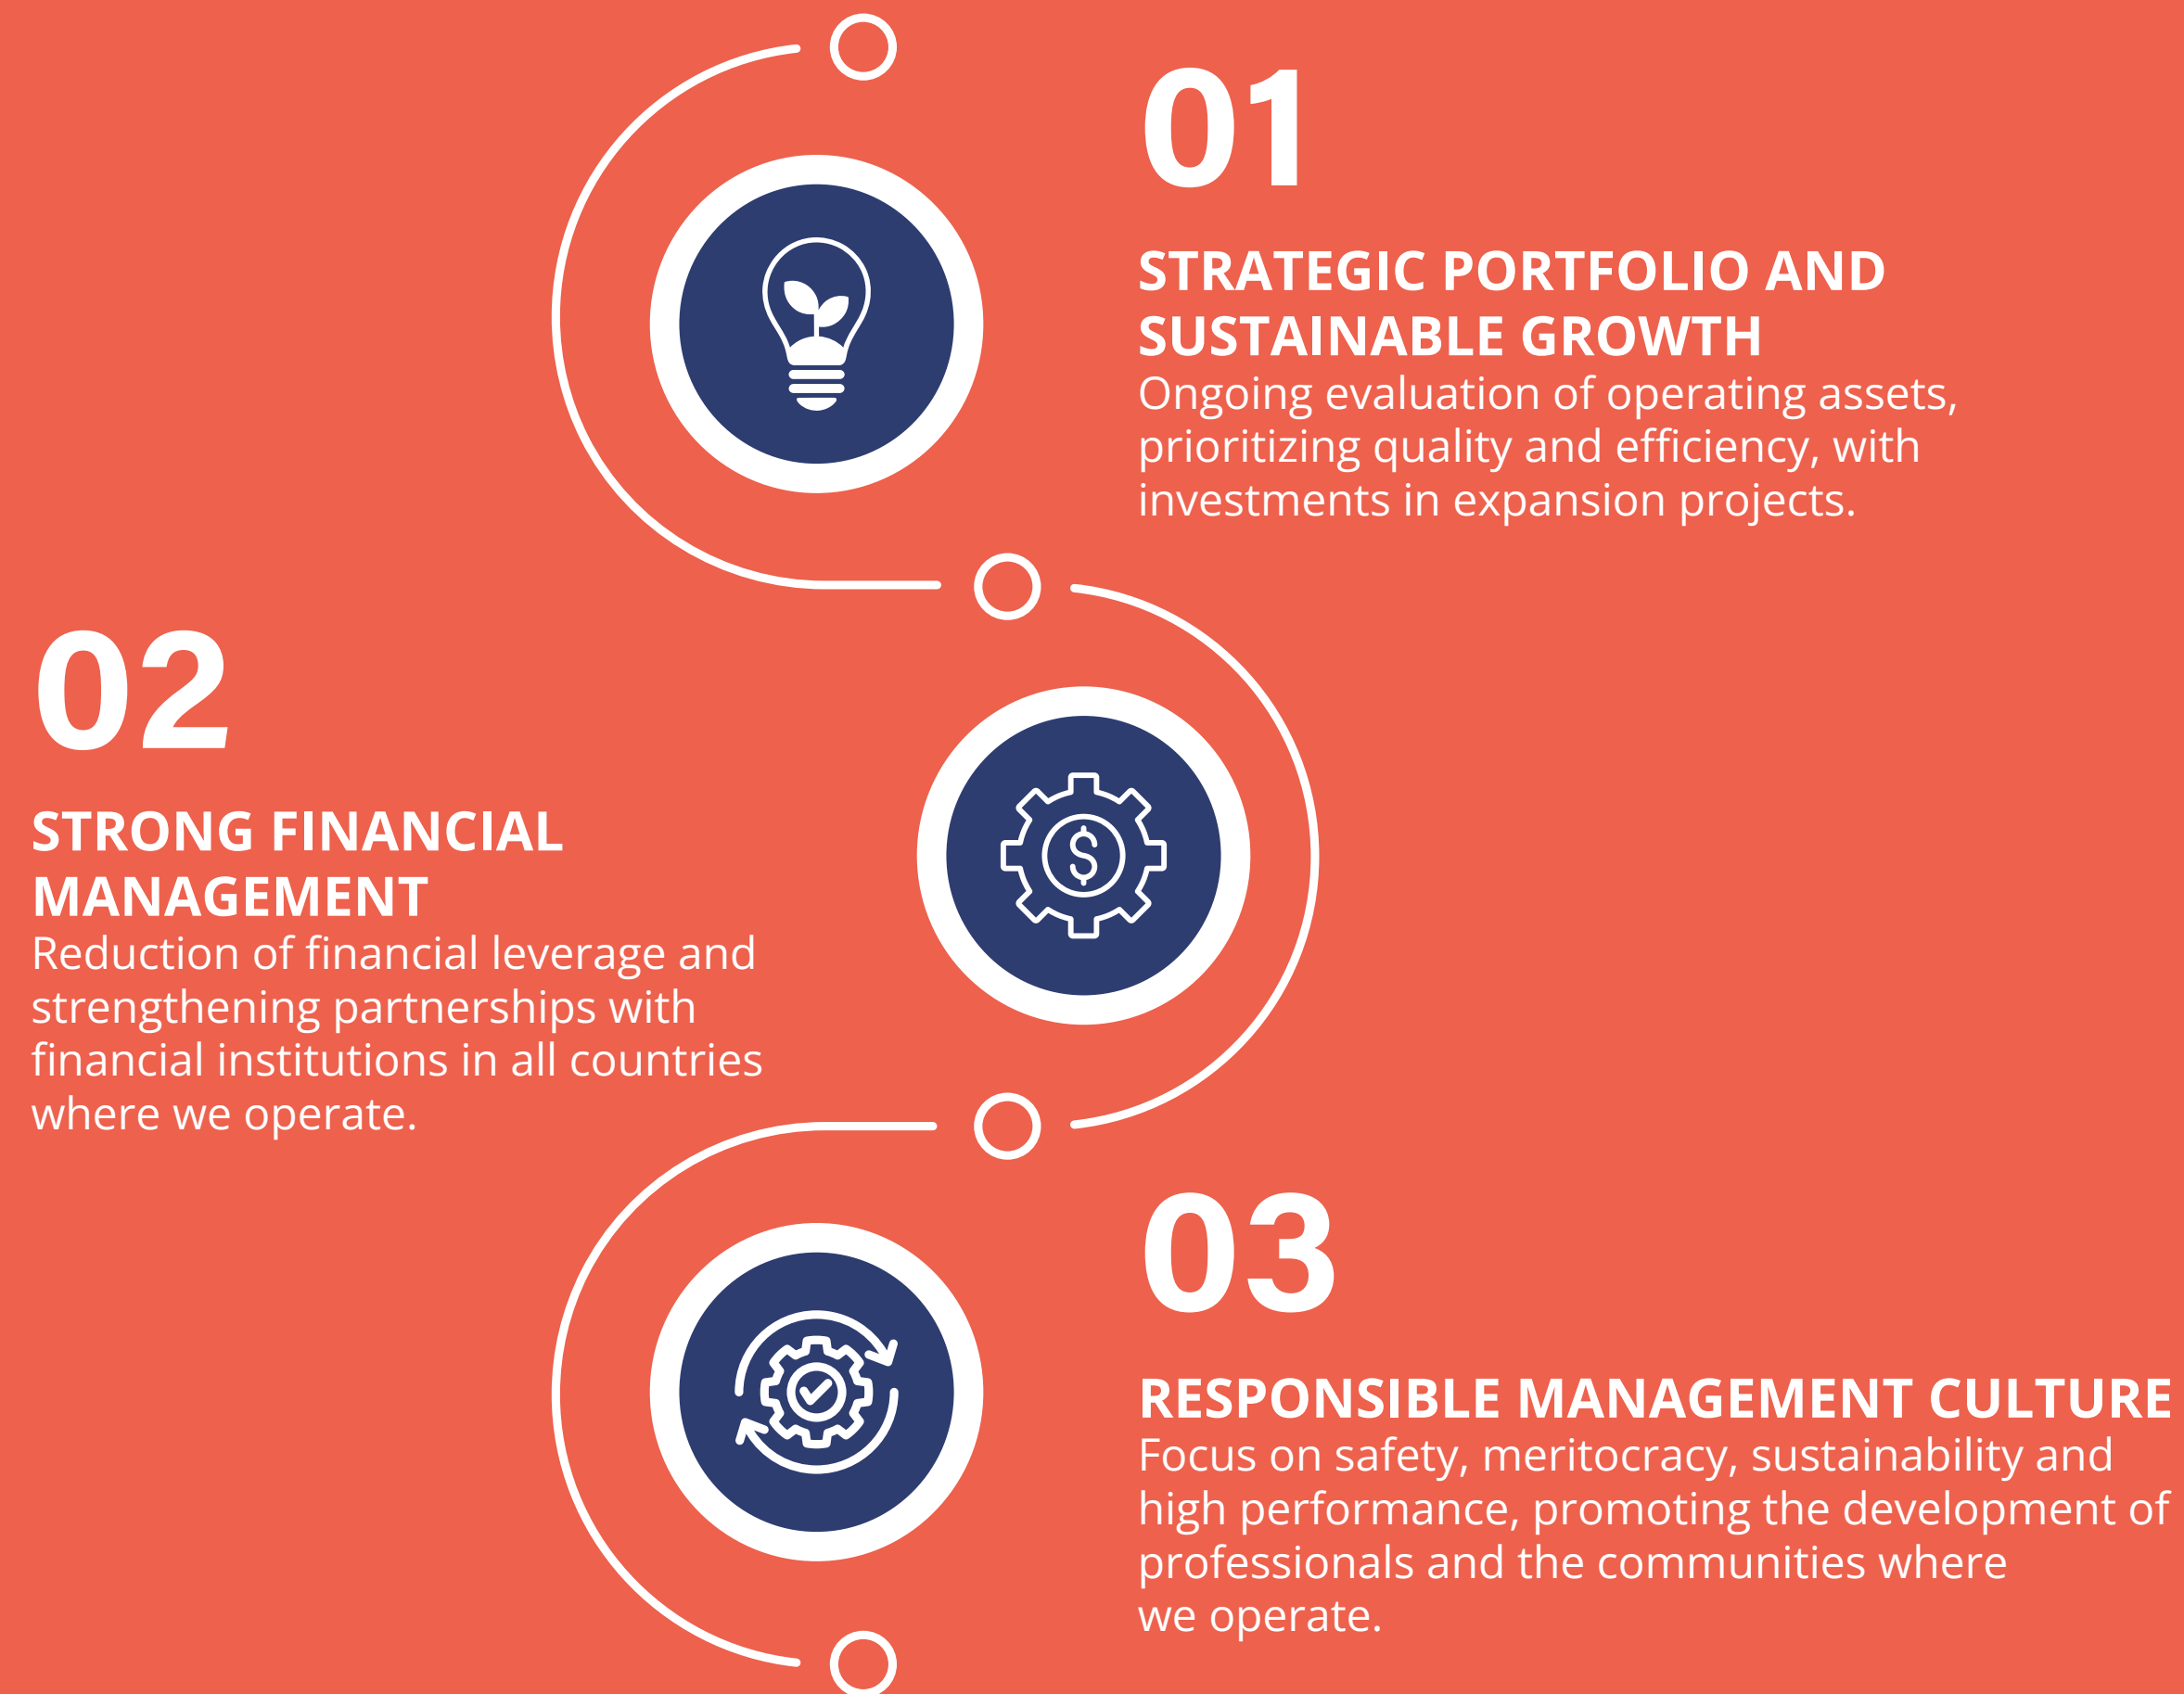 01
STRATEGIC PORTFOLIO AND
SUSTAINABLE GROWTH
Ongoing evaluation of operating assets,
prioritizing quality and efficiency, with
investments in expansion projects.
02
STRONG FINANCIAL
MANAGEMENT
Reduction of financial leverage and
strengthening partnerships with
financial institutions in all countries
where we operate.
03
RESPONSIBLE MANAGEMENT CULTURE
Focus on safety, meritocracy, sustainability and
high performance, promoting the development of
professionals and the communities where
we operate.